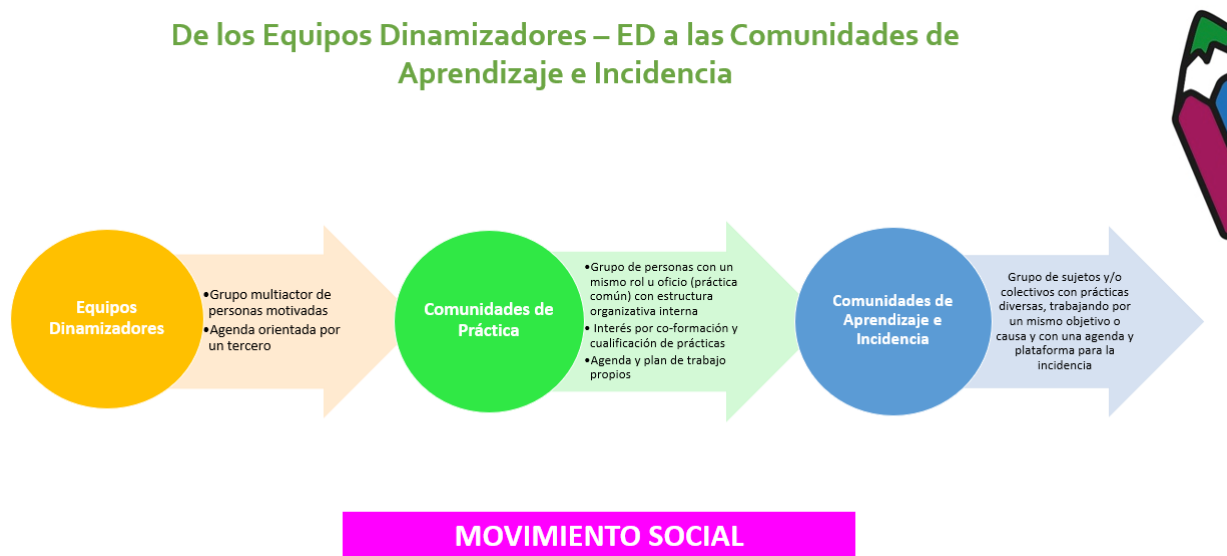 De los Equipos Dinamizadores – ED a las Comunidades de
Aprendizaje e Incidencia
Equipos
Dinamizadores
•Grupo multiactor de
personas motivadas
•Agenda orientada por
un tercero
Comunidades de
Práctica
•Grupo de personas con un
mismo rol u oficio (práctica
común) con estructura
organizativa interna
• Interés por co-formación y
cualificación de prácticas
•Agenda y plan de trabajo
propios
Comunidades de
Aprendizaje e
Incidencia
Grupo de sujetos y/o
colectivos con prácticas
diversas, trabajando por
un mismo objetivo o
causa y con una agenda y
plataforma para la
incidencia
MOVIMIENTO SOCIAL